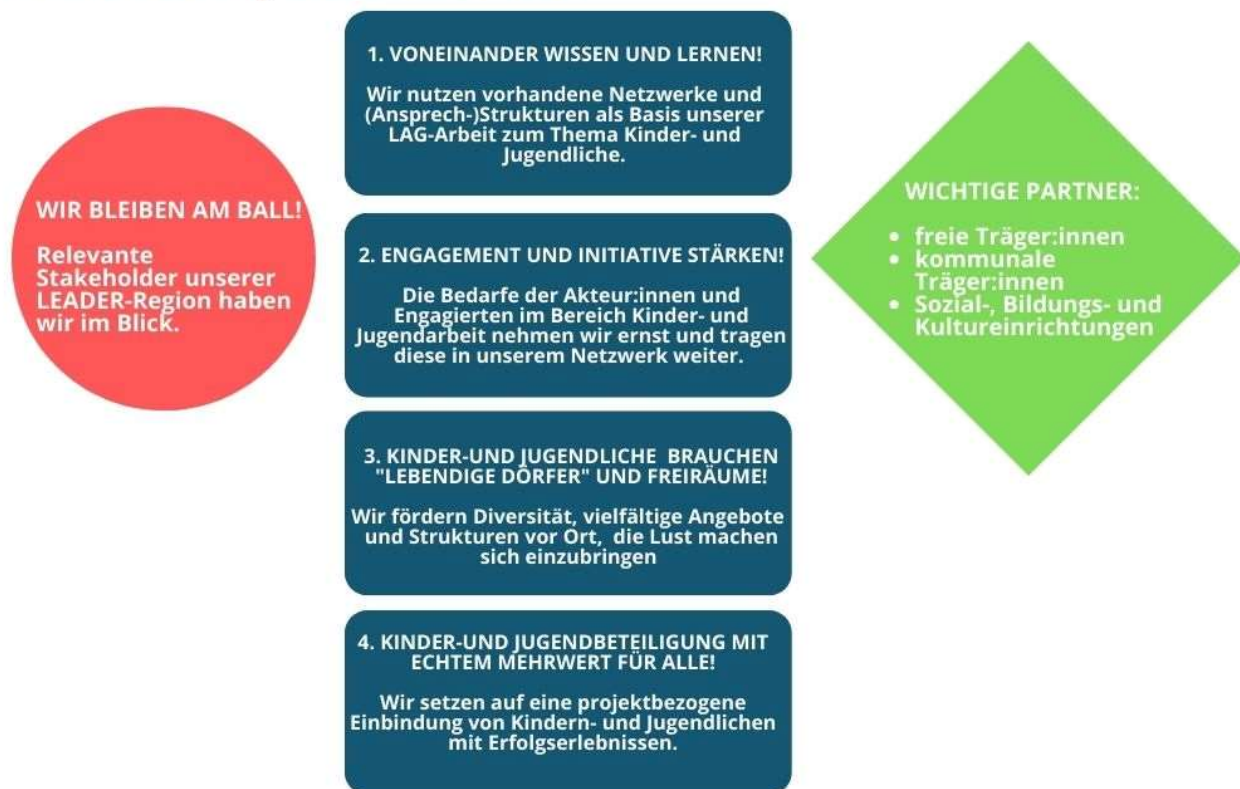 WIR BLEIBEN AM BALL!
Relevante
Stakeholder unserer
LEADER-Region haben
wir im Blick.
1. VONEINANDER WISSEN UND LERNEN!
Wir nutzen vorhandene Netzwerke und
(Ansprech-)Strukturen als Basis unserer
LAG-Arbeit zum Thema Kinder- und
Jugendliche.
2. ENGAGEMENT UND INITIATIVE STÄRKEN!
Die Bedarfe der Akteur:innen und
Engagierten im Bereich Kinder- und
Jugendarbeit nehmen wir ernst und tragen
diese in unserem Netzwerk weiter.
3. KINDER-UND JUGENDLICHE BRAUCHEN
"LEBENDIGE DÖRFER" UND FREIRÄUME!
Wir fördern Diversität, vielfältige Angebote
und Strukturen vor Ort, die Lust machen
sich einzubringen
4. KINDER-UND JUGENDBETEILIGUNG MIT
ECHTEM MEHRWERT FÜR ALLE!
Wir setzen auf eine projektbezogene
Einbindung von Kindern- und Jugendlichen
mit Erfolgserlebnissen.
WICHTIGE PARTNER:
• freie Träger:innen
• kommunale
Träger:innen
• Sozial-, Bildungs- und
Kultureinrichtungen